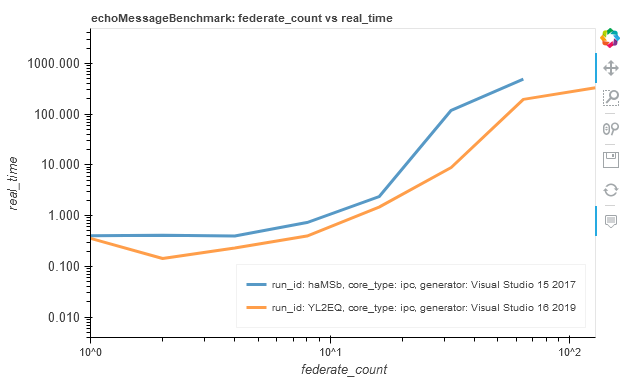 echoMessageBenchmark: federate_count vs real_time
1000.000
100.000
10.000
1.000
0.100
0.010
real_time
run_id: haMSb, core_type: ipc, generator: Visual Studio 15 2017
run_id: YL2EQ, core_type: ipc, generator: Visual Studio 16 2019
10^0
10^1
10^2
federate_count